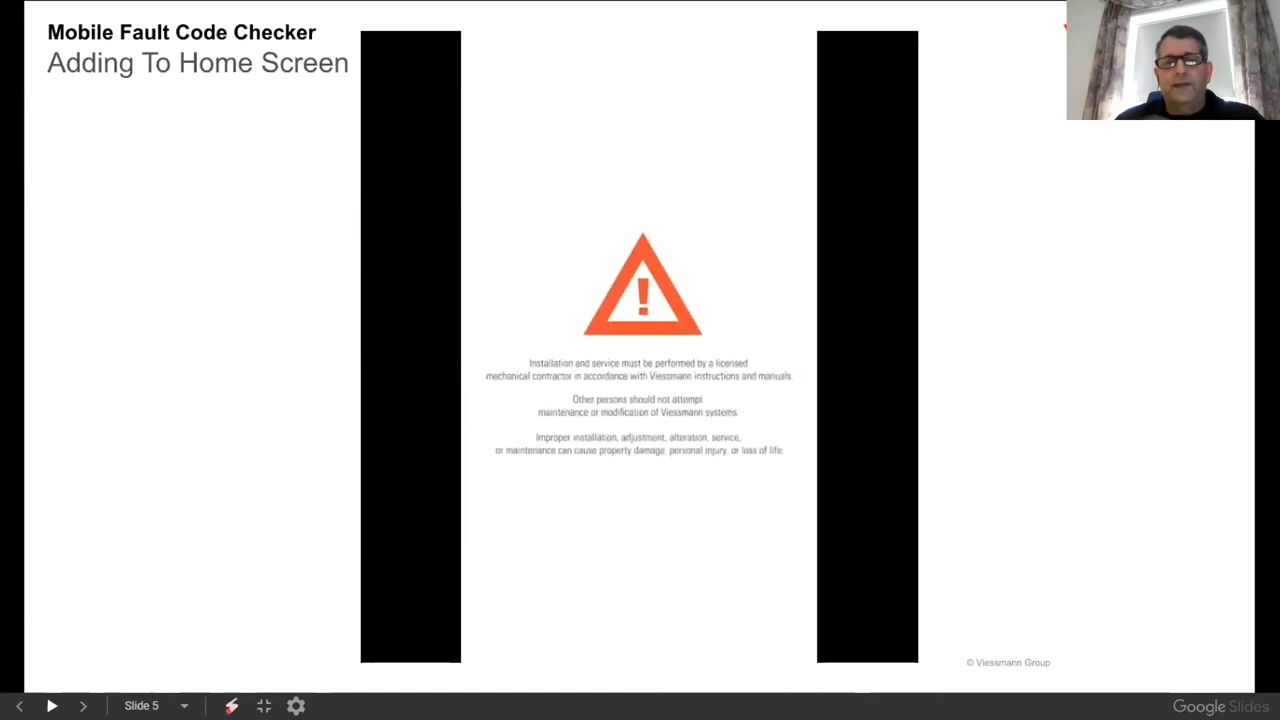 Mobile Fault Code Checker
Adding To Home Screen
!
Installation and service must be performed by a licensed
mechanical contractor in accordance with Viessmann instructions and manuals.
Other persons should not attempt
maintenance or modification of Viessmann systems.
Improper installation, adjustment, alteration, service,
or maintenance can cause property damage, personal injury, or loss of life.
© Viessmann Group
Slide 5
Google Slides